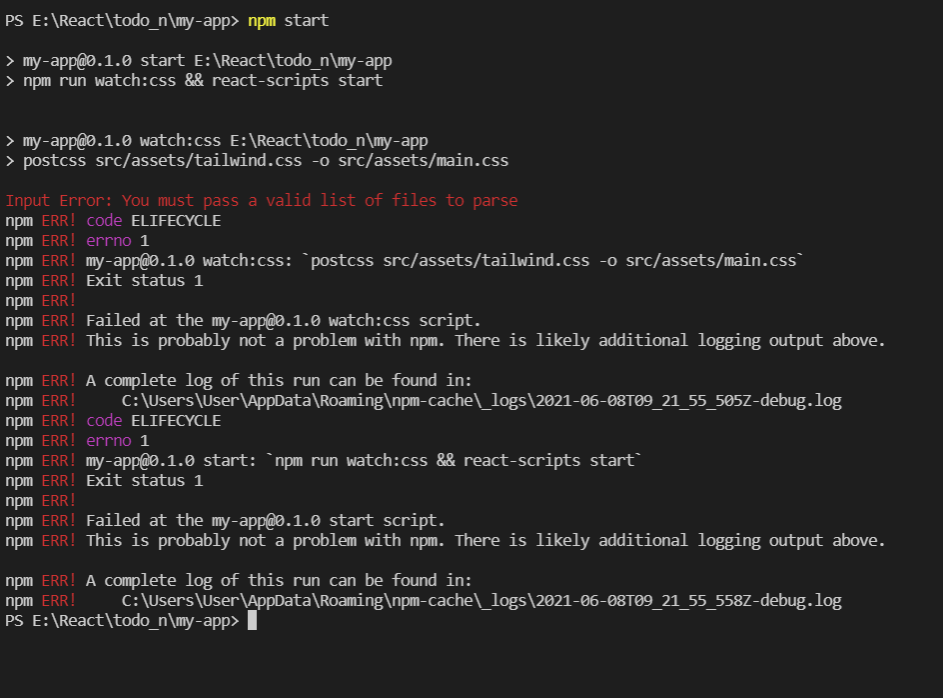 PS E:\React\todo_n\my-app> npm start
> my-app@0.1.0 start E:\React\todo_n\my-app
> npm run watch:css && react-scripts start
> my-app@0.1.0 watch:css E:\React\todo_n\my-app
> postcss src/assets/tailwind.css -o src/assets/main.css
Input Error: You must pass a valid list of files to parse
npm ERR! code ELIFECYCLE
npm ERR! errno 1
npm ERR! my-app@0.1.0 watch:css: `postcss src/assets/tailwind.css -o src/assets/main.css`
npm ERR! Exit status 1
npm ERR!
npm ERR! Failed at the my-app@0.1.0 watch:css script.
npm ERR! This is probably not a problem with npm. There is likely additional logging output above.
npm ERR! A complete log of this run can be found in:
npm ERR!     C:\Users\User\AppData\Roaming\npm-cache\_logs\2021-06-08T09_21_55_505Z-debug.log
npm ERR! code ELIFECYCLE
npm ERR! errno 1
npm ERR! my-app@0.1.0 start: `npm run watch:css && react-scripts start`
npm ERR! Exit status 1
npm ERR!
npm ERR! Failed at the my-app@0.1.0 start script.
npm ERR! This is probably not a problem with npm. There is likely additional logging output above.
npm ERR! A complete log of this run can be found in:
npm ERR!     C:\Users\User\AppData\Roaming\npm-cache\_logs\2021-06-08T09_21_55_558Z-debug.log
PS E:\React\todo_n\my-app>